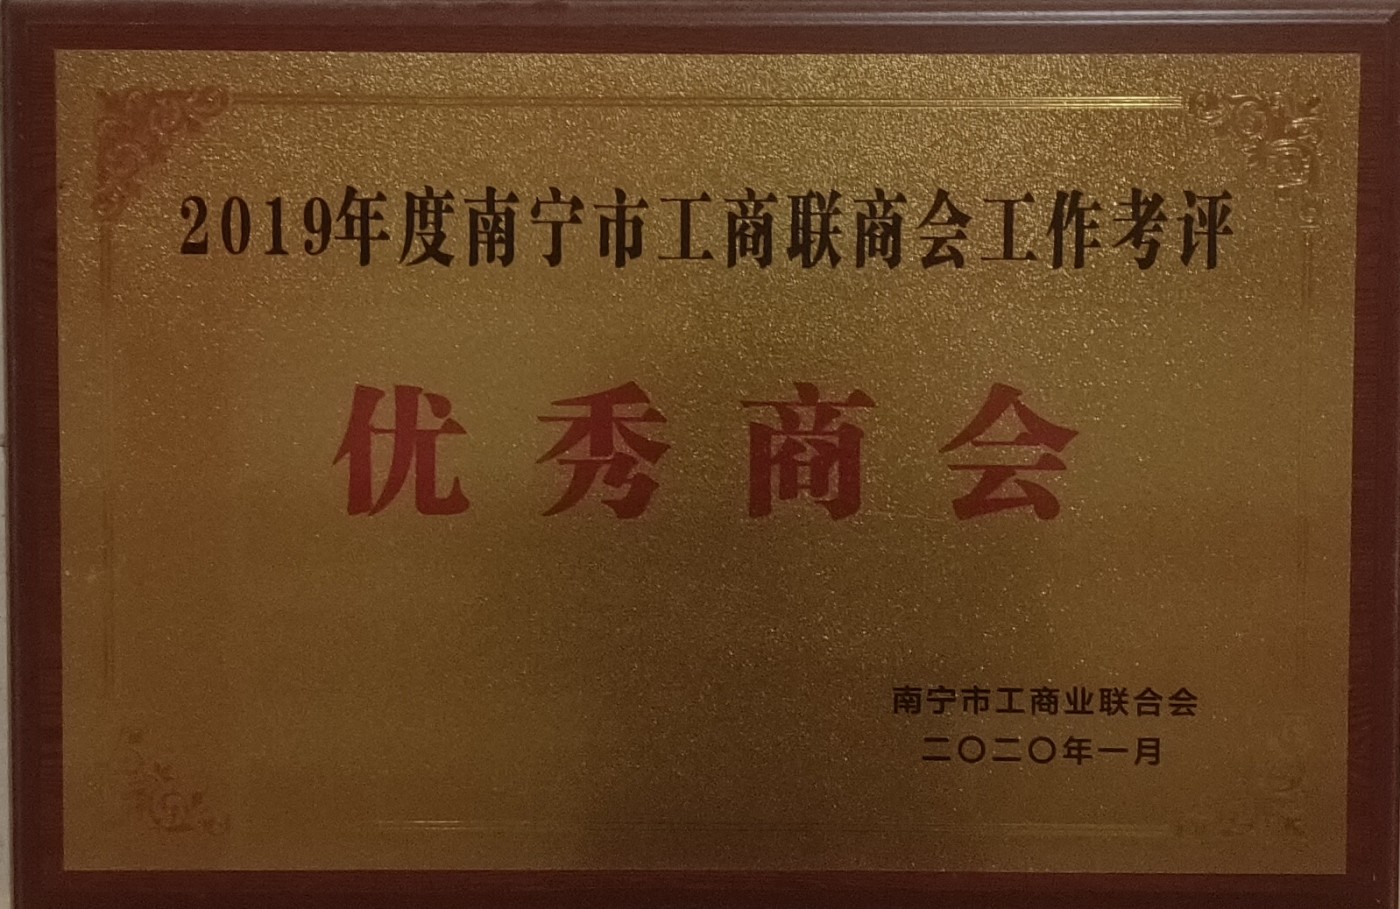 2019年度南宁市工商联商会工作考评
优秀商会
南宁市工商业联合会
二〇二〇年一月